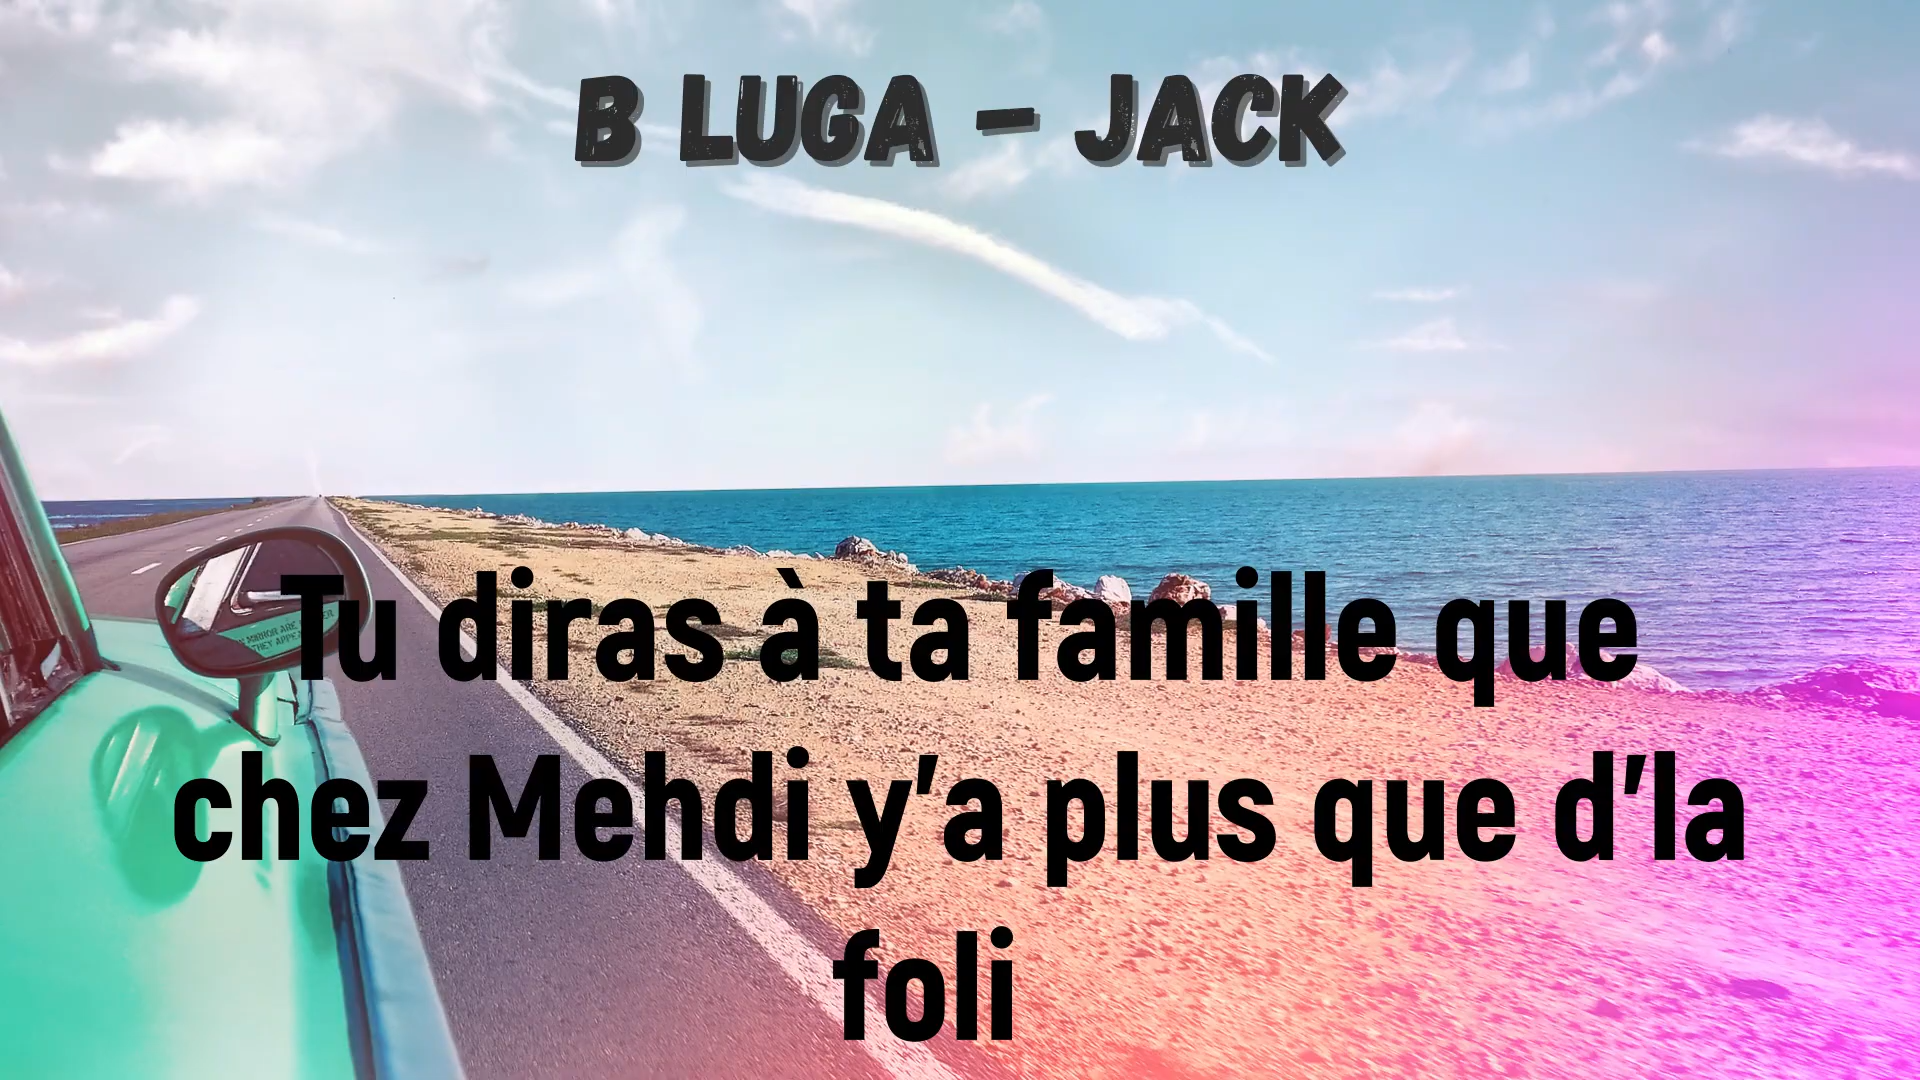 B LUGA - JACK
Tu diras à ta famille que
chez Mehdi y'a plus que d'la
foli